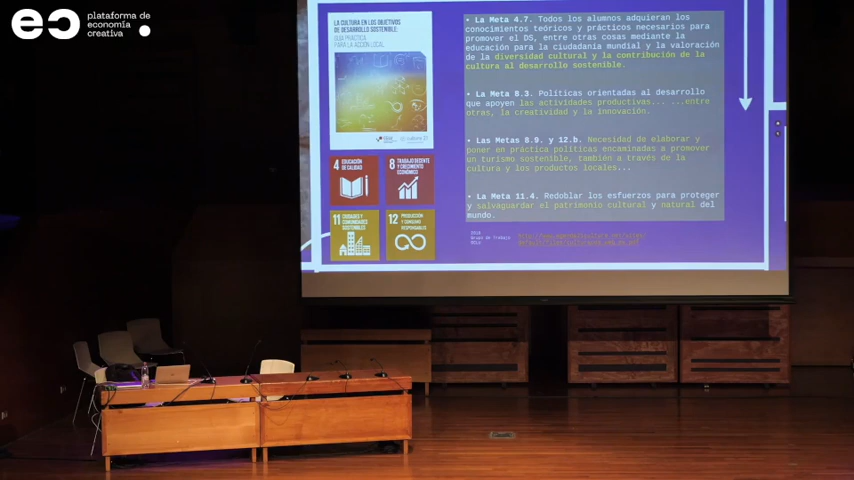 plataforma de
economía
creativa
LA CULTURA EN LOS OBJETIVOS
DE DESARROLLO SOSTENIBLE:
GUÍA PRÁCTICA
PARA LA ACCIÓN LOCAL
4 EDUCACIÓN
DE CALIDAD
8 TRABAJO DECENTE
Y CRECIMIENTO
ECONÓMICO
11 CIUDADES Y
COMUNIDADES
SOSTENIBLES
12 PRODUCCIÓN
Y CONSUMO
RESPONSABLES
• La Meta 4.7. Todos los alumnos adquieran los
conocimientos teóricos y prácticos necesarios para
promover el DS, entre otras cosas mediante la
educación para la ciudadanía mundial y la valoración
de la diversidad cultural y la contribución de la
cultura al desarrollo sostenible.
• La Meta 8.3. Políticas orientadas al desarrollo
que apoyen las actividades productivas... ...entre
otras, la creatividad y la innovación.
• Las Metas 8.9. y 12.b. Necesidad de elaborar y
poner en práctica políticas encaminadas a promover
un turismo sostenible, también a través de la
cultura y los productos locales...
• La Meta 11.4. Redoblar los esfuerzos para proteger
y salvaguardar el patrimonio cultural y natural del
mundo.
Grupo de Trabajo